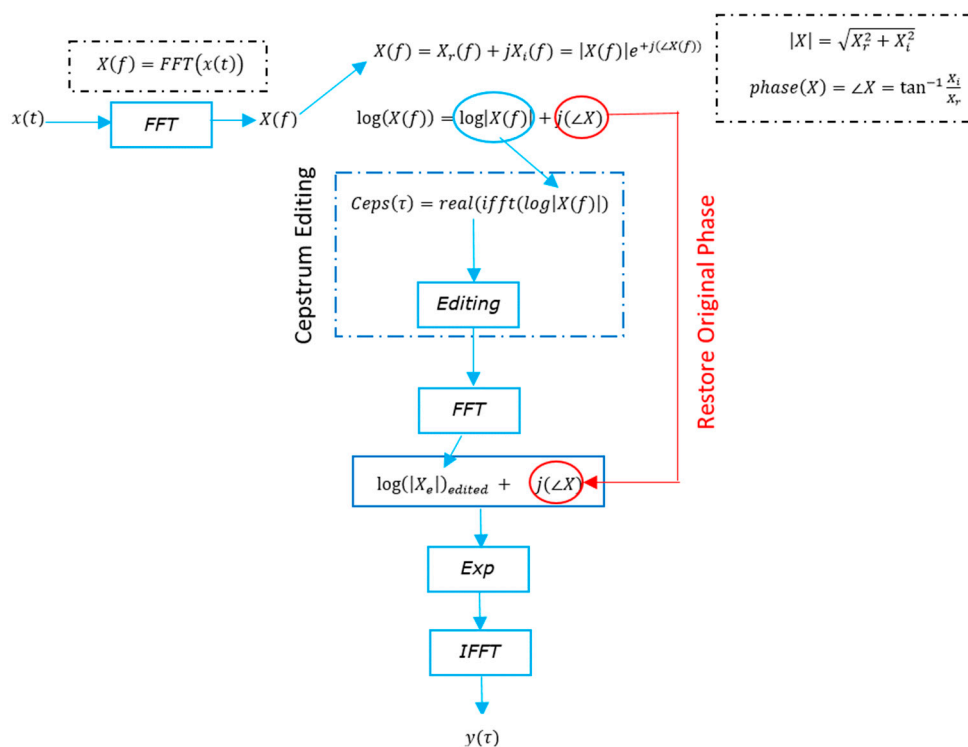 X(f) = FFT(x(t))
X(f) = X_r(f) + jX_i(f) = |X(f)|e^{+j(∠X(f))}
|X| = √(X_r^2 + X_i^2)
phase(X) = ∠X = tan^{-1} X_i/X_r
x(t)
FFT
X(f)
log(X(f)) = log|X(f)| + j(∠X)
Cepstrum Editing
Ceps(τ) = real(ifft(log|X(f)|)
Editing
Restore Original Phase
FFT
log(|X_e|)_{edited} + j(∠X)
Exp
IFFT
y(τ)